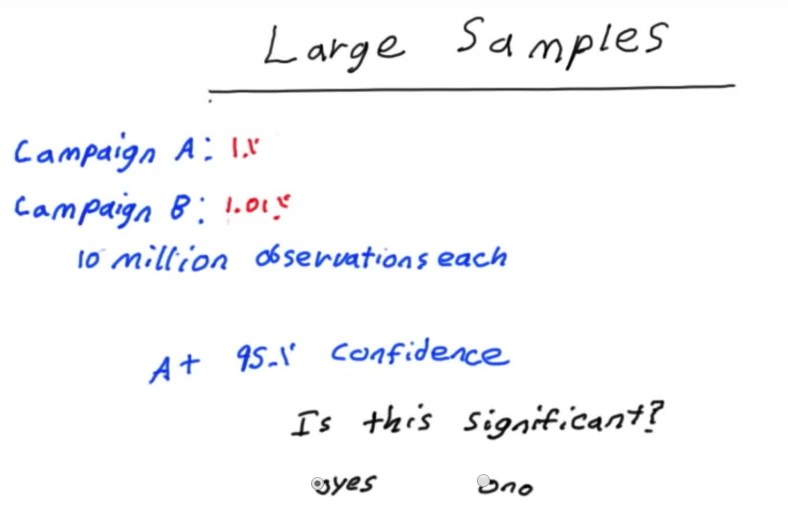 Large Samples
Campaign A: 1%
Campaign B: 1.01%
10 million observations each
At 95% confidence
Is this significant?
yes no